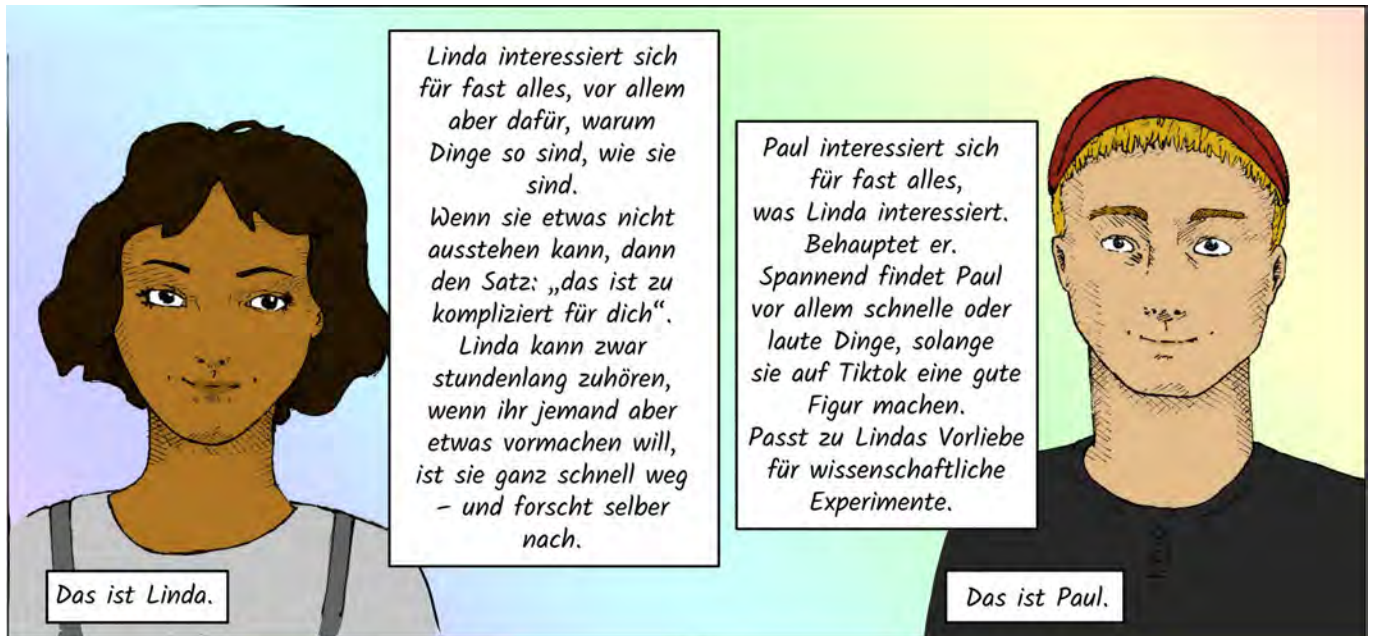 Linda interessiert sich
für fast alles, vor allem
aber dafür, warum
Dinge so sind, wie sie
sind.
Wenn sie etwas nicht
ausstehen kann, dann
den Satz: „das ist zu
kompliziert für dich“.
Linda kann zwar
stundenlang zuhören,
wenn ihr jemand aber
etwas vormachen will,
ist sie ganz schnell weg
– und forscht selber
nach.
Das ist Linda.
Paul interessiert sich
für fast alles,
was Linda interessiert.
Behauptet er.
Spannend findet Paul
vor allem schnelle oder
laute Dinge, solange
sie auf Tiktok eine gute
Figur machen.
Passt zu Lindas Vorliebe
für wissenschaftliche
Experimente.
Das ist Paul.